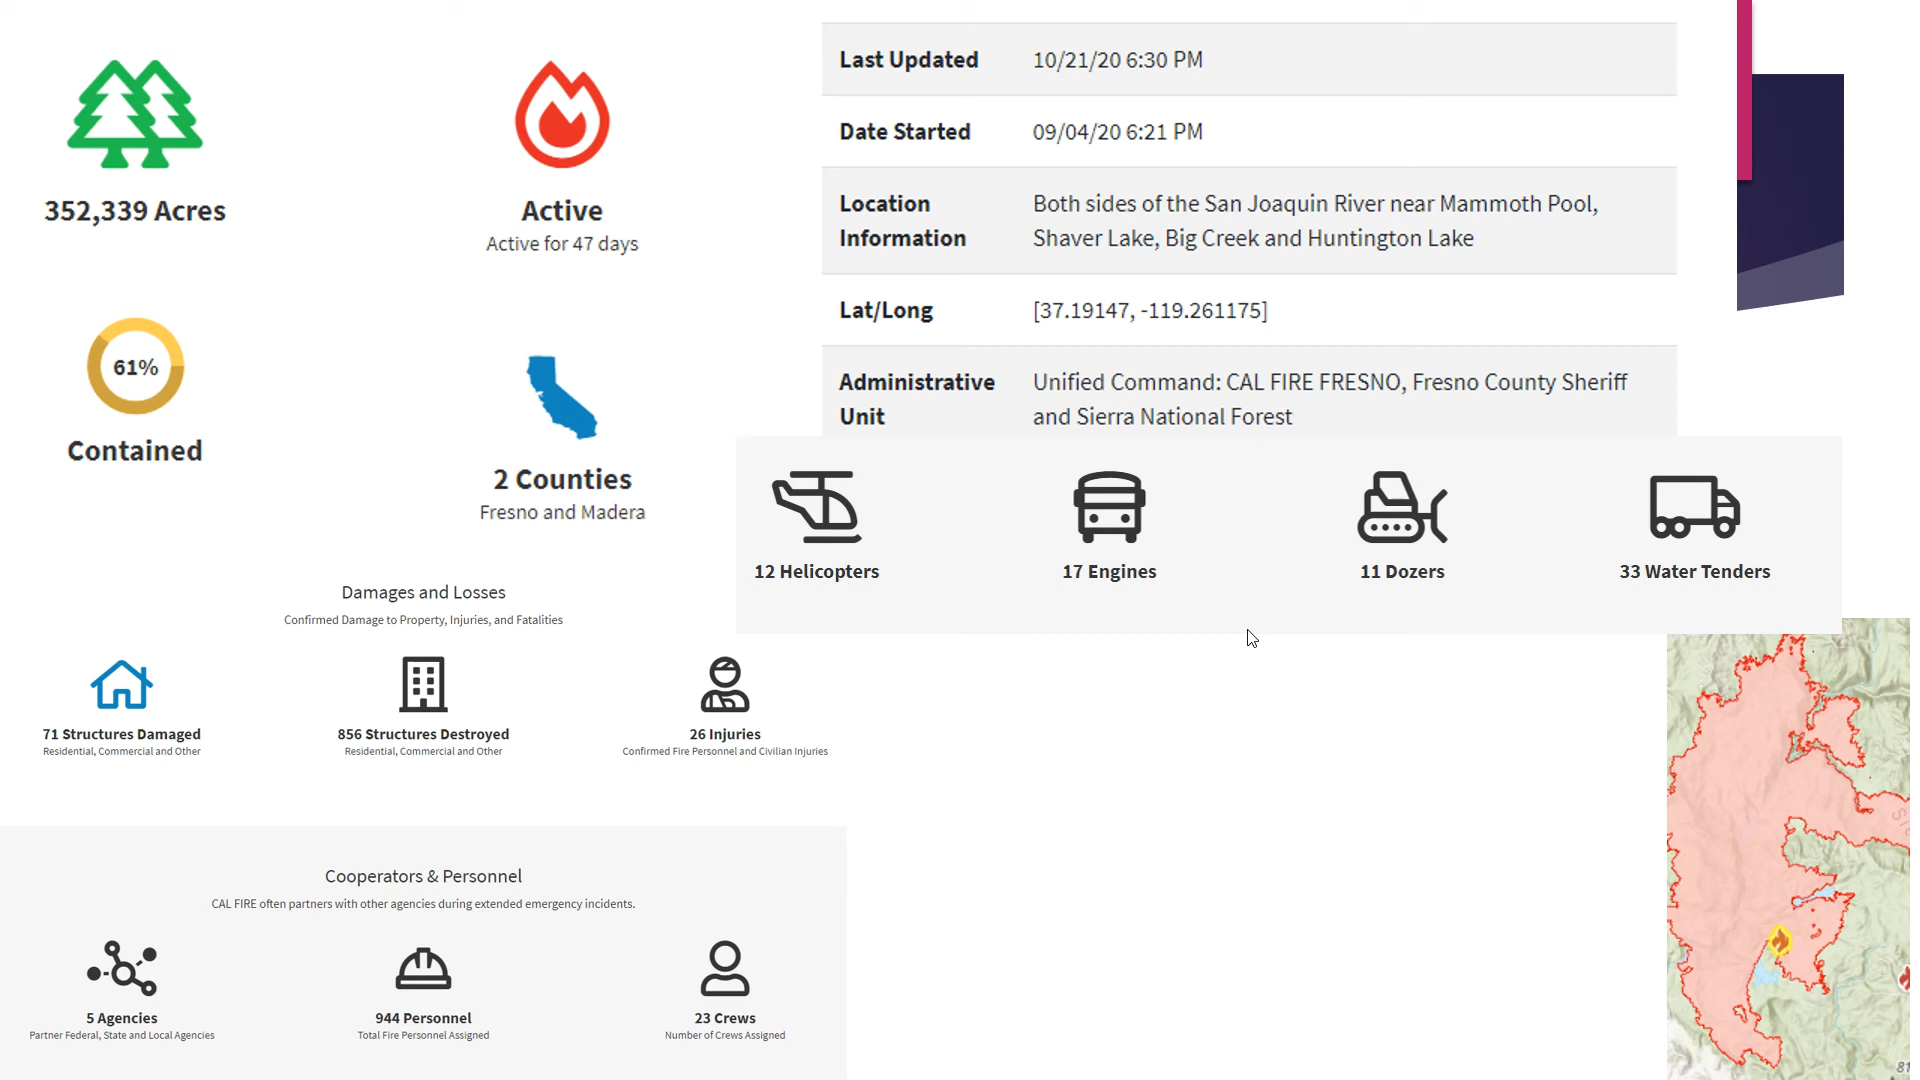 352,339 Acres
Active
Active for 47 days
61%
Contained
2 Counties
Fresno and Madera
Last Updated 10/21/20 6:30 PM
Date Started 09/04/20 6:21 PM
Location Information Both sides of the San Joaquin River near Mammoth Pool,
Shaver Lake, Big Creek and Huntington Lake
Lat/Long [37.19147, -119.261175]
Administrative Unit Unified Command: CAL FIRE FRESNO, Fresno County Sheriff
and Sierra National Forest
12 Helicopters
17 Engines
11 Dozers
33 Water Tenders
Damages and Losses
Confirmed Damage to Property, Injuries, and Fatalities
71 Structures Damaged
Residential, Commercial and Other
856 Structures Destroyed
Residential, Commercial and Other
26 Injuries
Confirmed Fire Personnel and Civilian Injuries
Cooperators & Personnel
CAL FIRE often partners with other agencies during extended emergency incidents.
5 Agencies
Partner Federal, State and Local Agencies
944 Personnel
Total Fire Personnel Assigned
23 Crews
Number of Crews Assigned